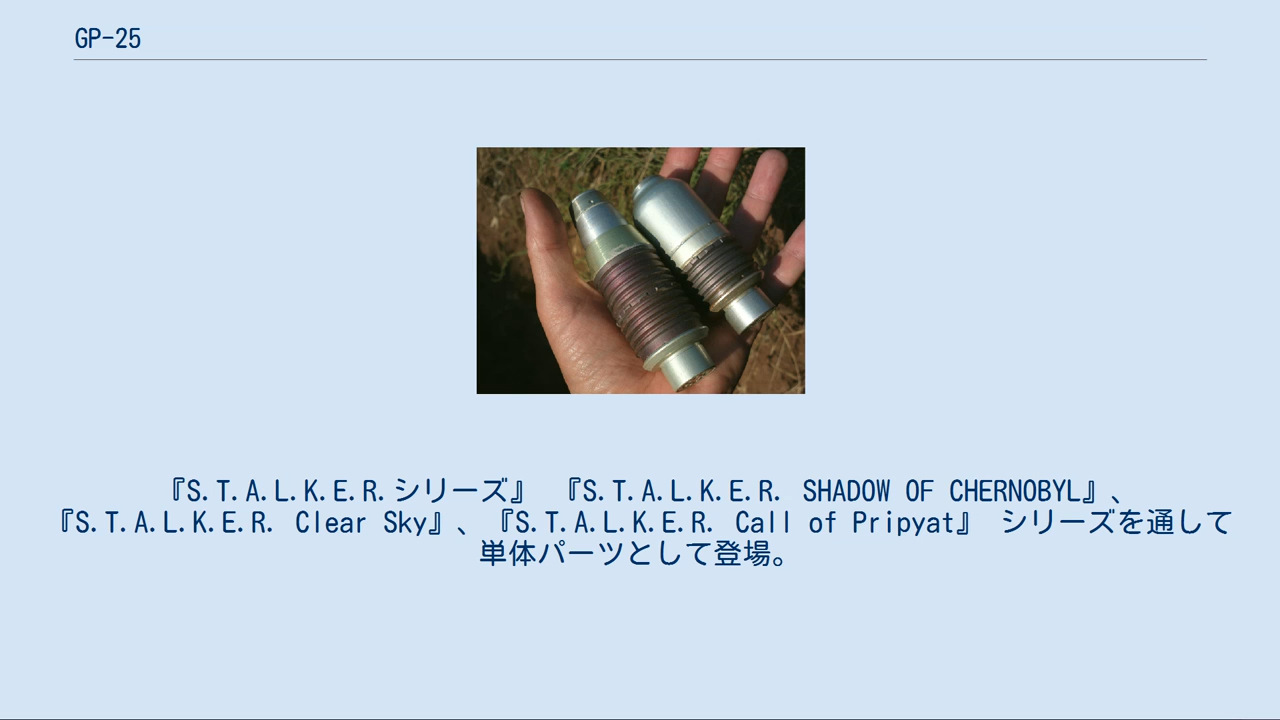 GP-25
『S.T.A.L.K.E.R.シリーズ』 『S.T.A.L.K.E.R. SHADOW OF CHERNOBYL』、
『S.T.A.L.K.E.R. Clear Sky』、『S.T.A.L.K.E.R. Call of Pripyat』 シリーズを通して
単体パーツとして登場。